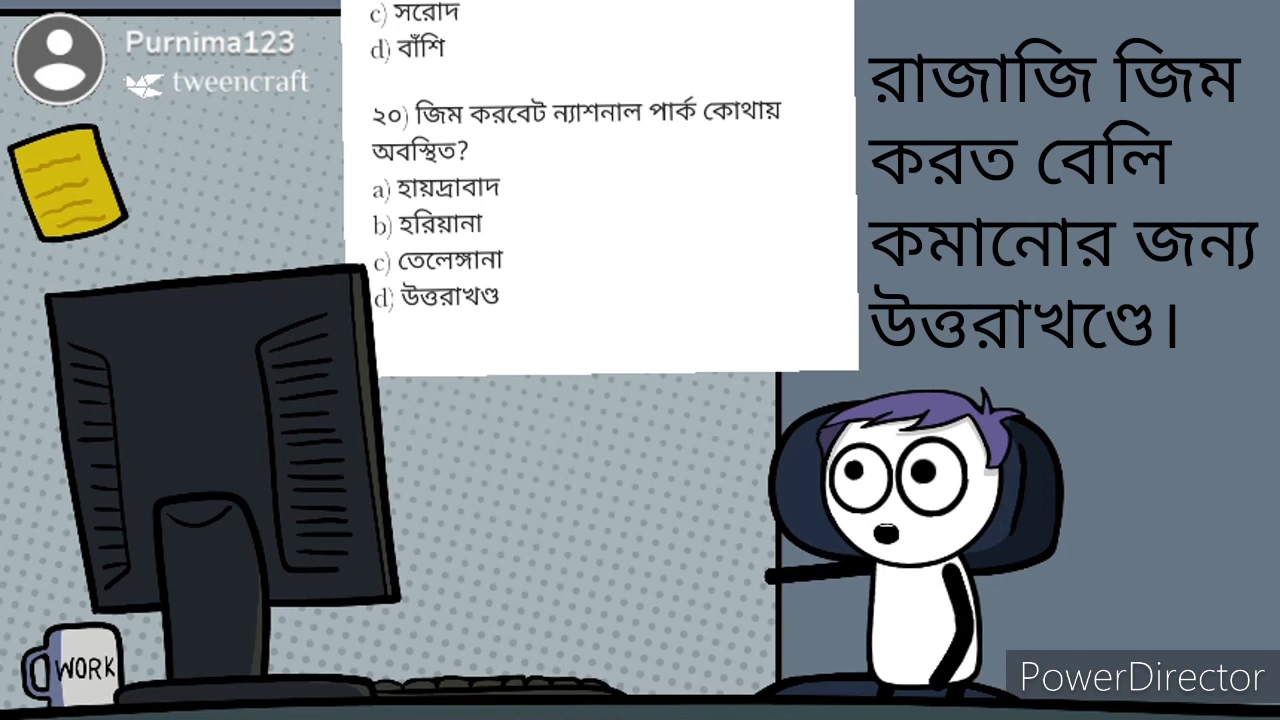 Purnima123
tweencraft
c) সরোদ
d) বাঁশি
২০) জিম করবেট ন্যাশনাল পার্ক কোথায়
অবস্থিত?
a) হায়দ্রাবাদ
b) হরিয়ানা
c) তেলেঙ্গানা
d) উত্তরাখণ্ড
রাজাজি জিম
করত বেলি
কমানোর জন্য
উত্তরাখণ্ডে।
WORK
PowerDirector